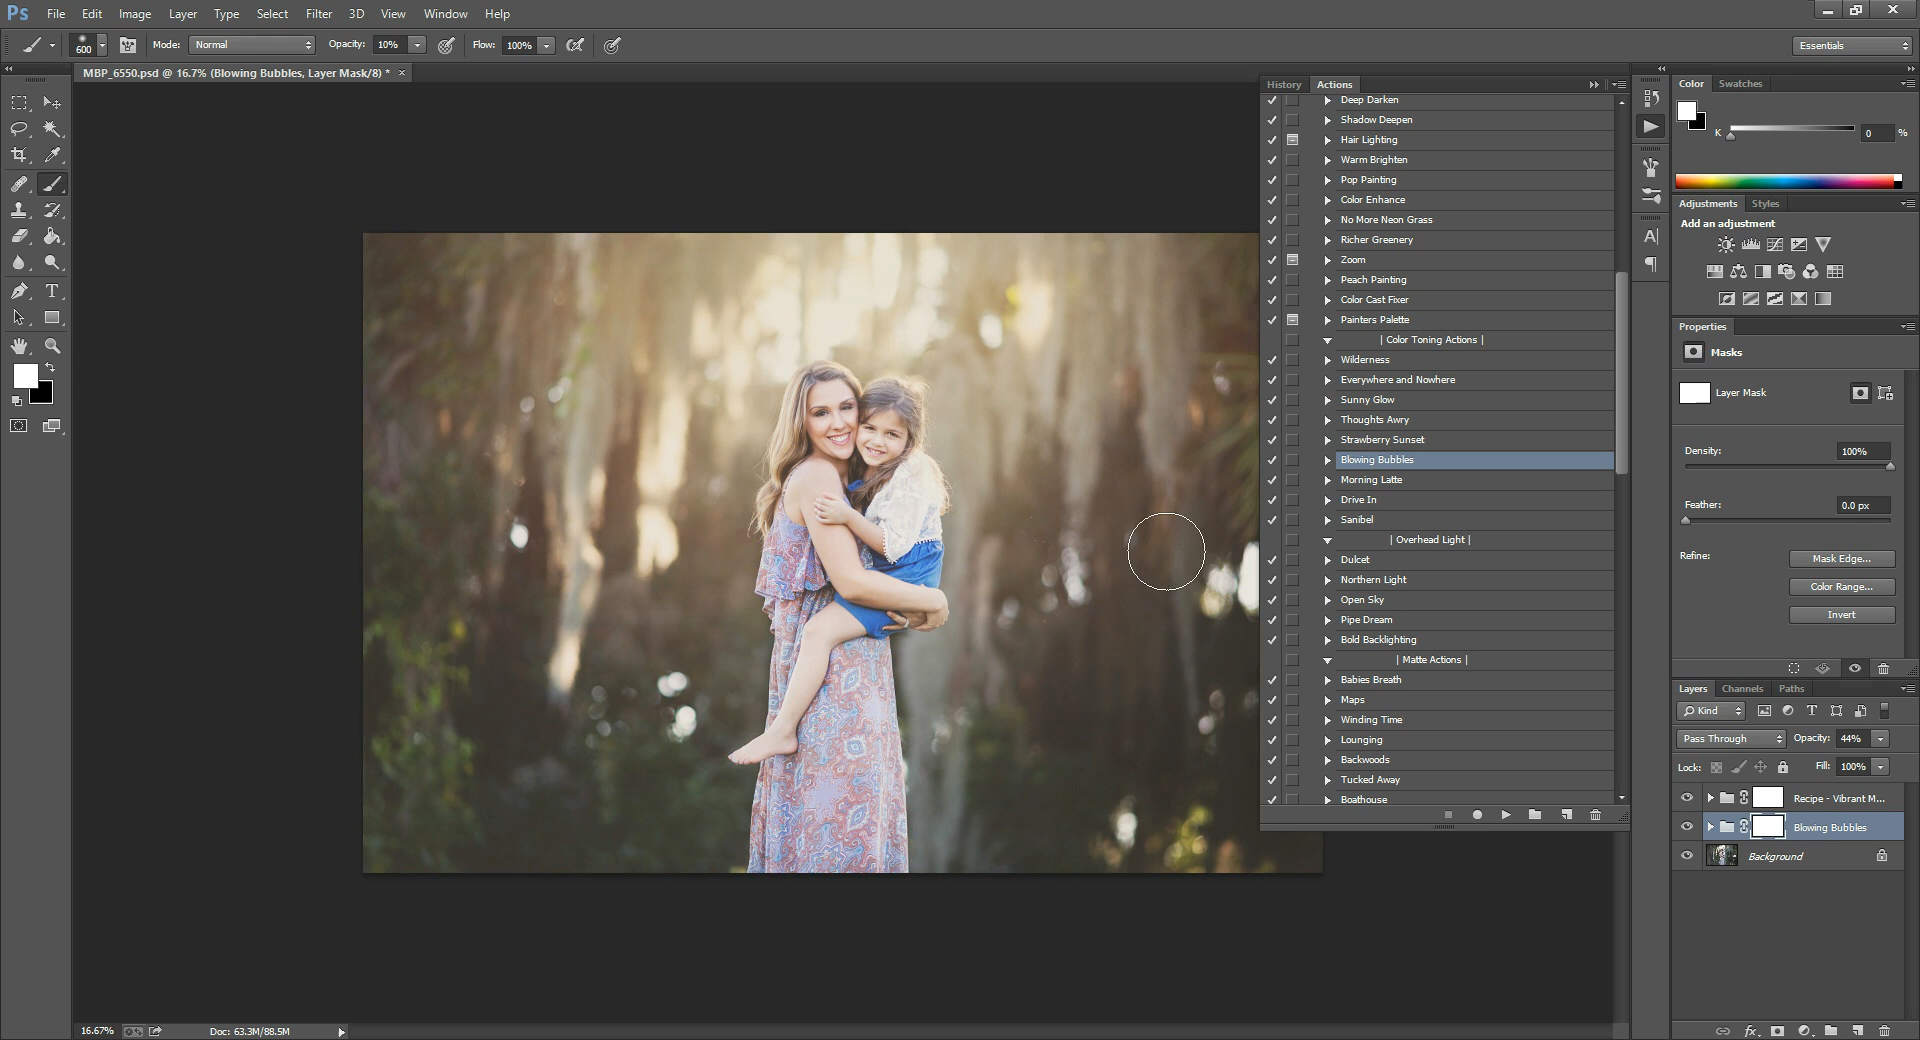 Ps File Edit Image Layer Type Select Filter 3D View Window Help
600 Mode: Normal Opacity: 10% Flow: 100% Essentials
MBP_6550.psd @ 16.7% (Blowing Bubbles, Layer Mask/8) * ×
History Actions
Deep Darken
Shadow Deepen
Hair Lighting
Warm Brighten
Pop Painting
Color Enhance
No More Neon Grass
Richer Greenery
Zoom
Peach Painting
Color Cast Fixer
Painters Palette
| Color Toning Actions |
Wilderness
Everywhere and Nowhere
Sunny Glow
Thoughts Awry
Strawberry Sunset
Blowing Bubbles
Morning Latte
Drive In
Sanibel
| Overhead Light |
Dulcet
Northern Light
Open Sky
Pipe Dream
Bold Backlighting
| Matte Actions |
Babies Breath
Maps
Winding Time
Lounging
Backwoods
Tucked Away
Boathouse
Color Swatches
K 0 %
Adjustments Styles
Add an adjustment
Properties
Masks
Layer Mask
Density: 100%
Feather: 0.0 px
Refine: Mask Edge...
Color Range...
Invert
Layers Channels Paths
Kind
Pass Through Opacity: 44%
Lock: Fill: 100%
Recipe - Vibrant M...
Blowing Bubbles
Background
fx
16.67% Doc: 63.3M/88.5M